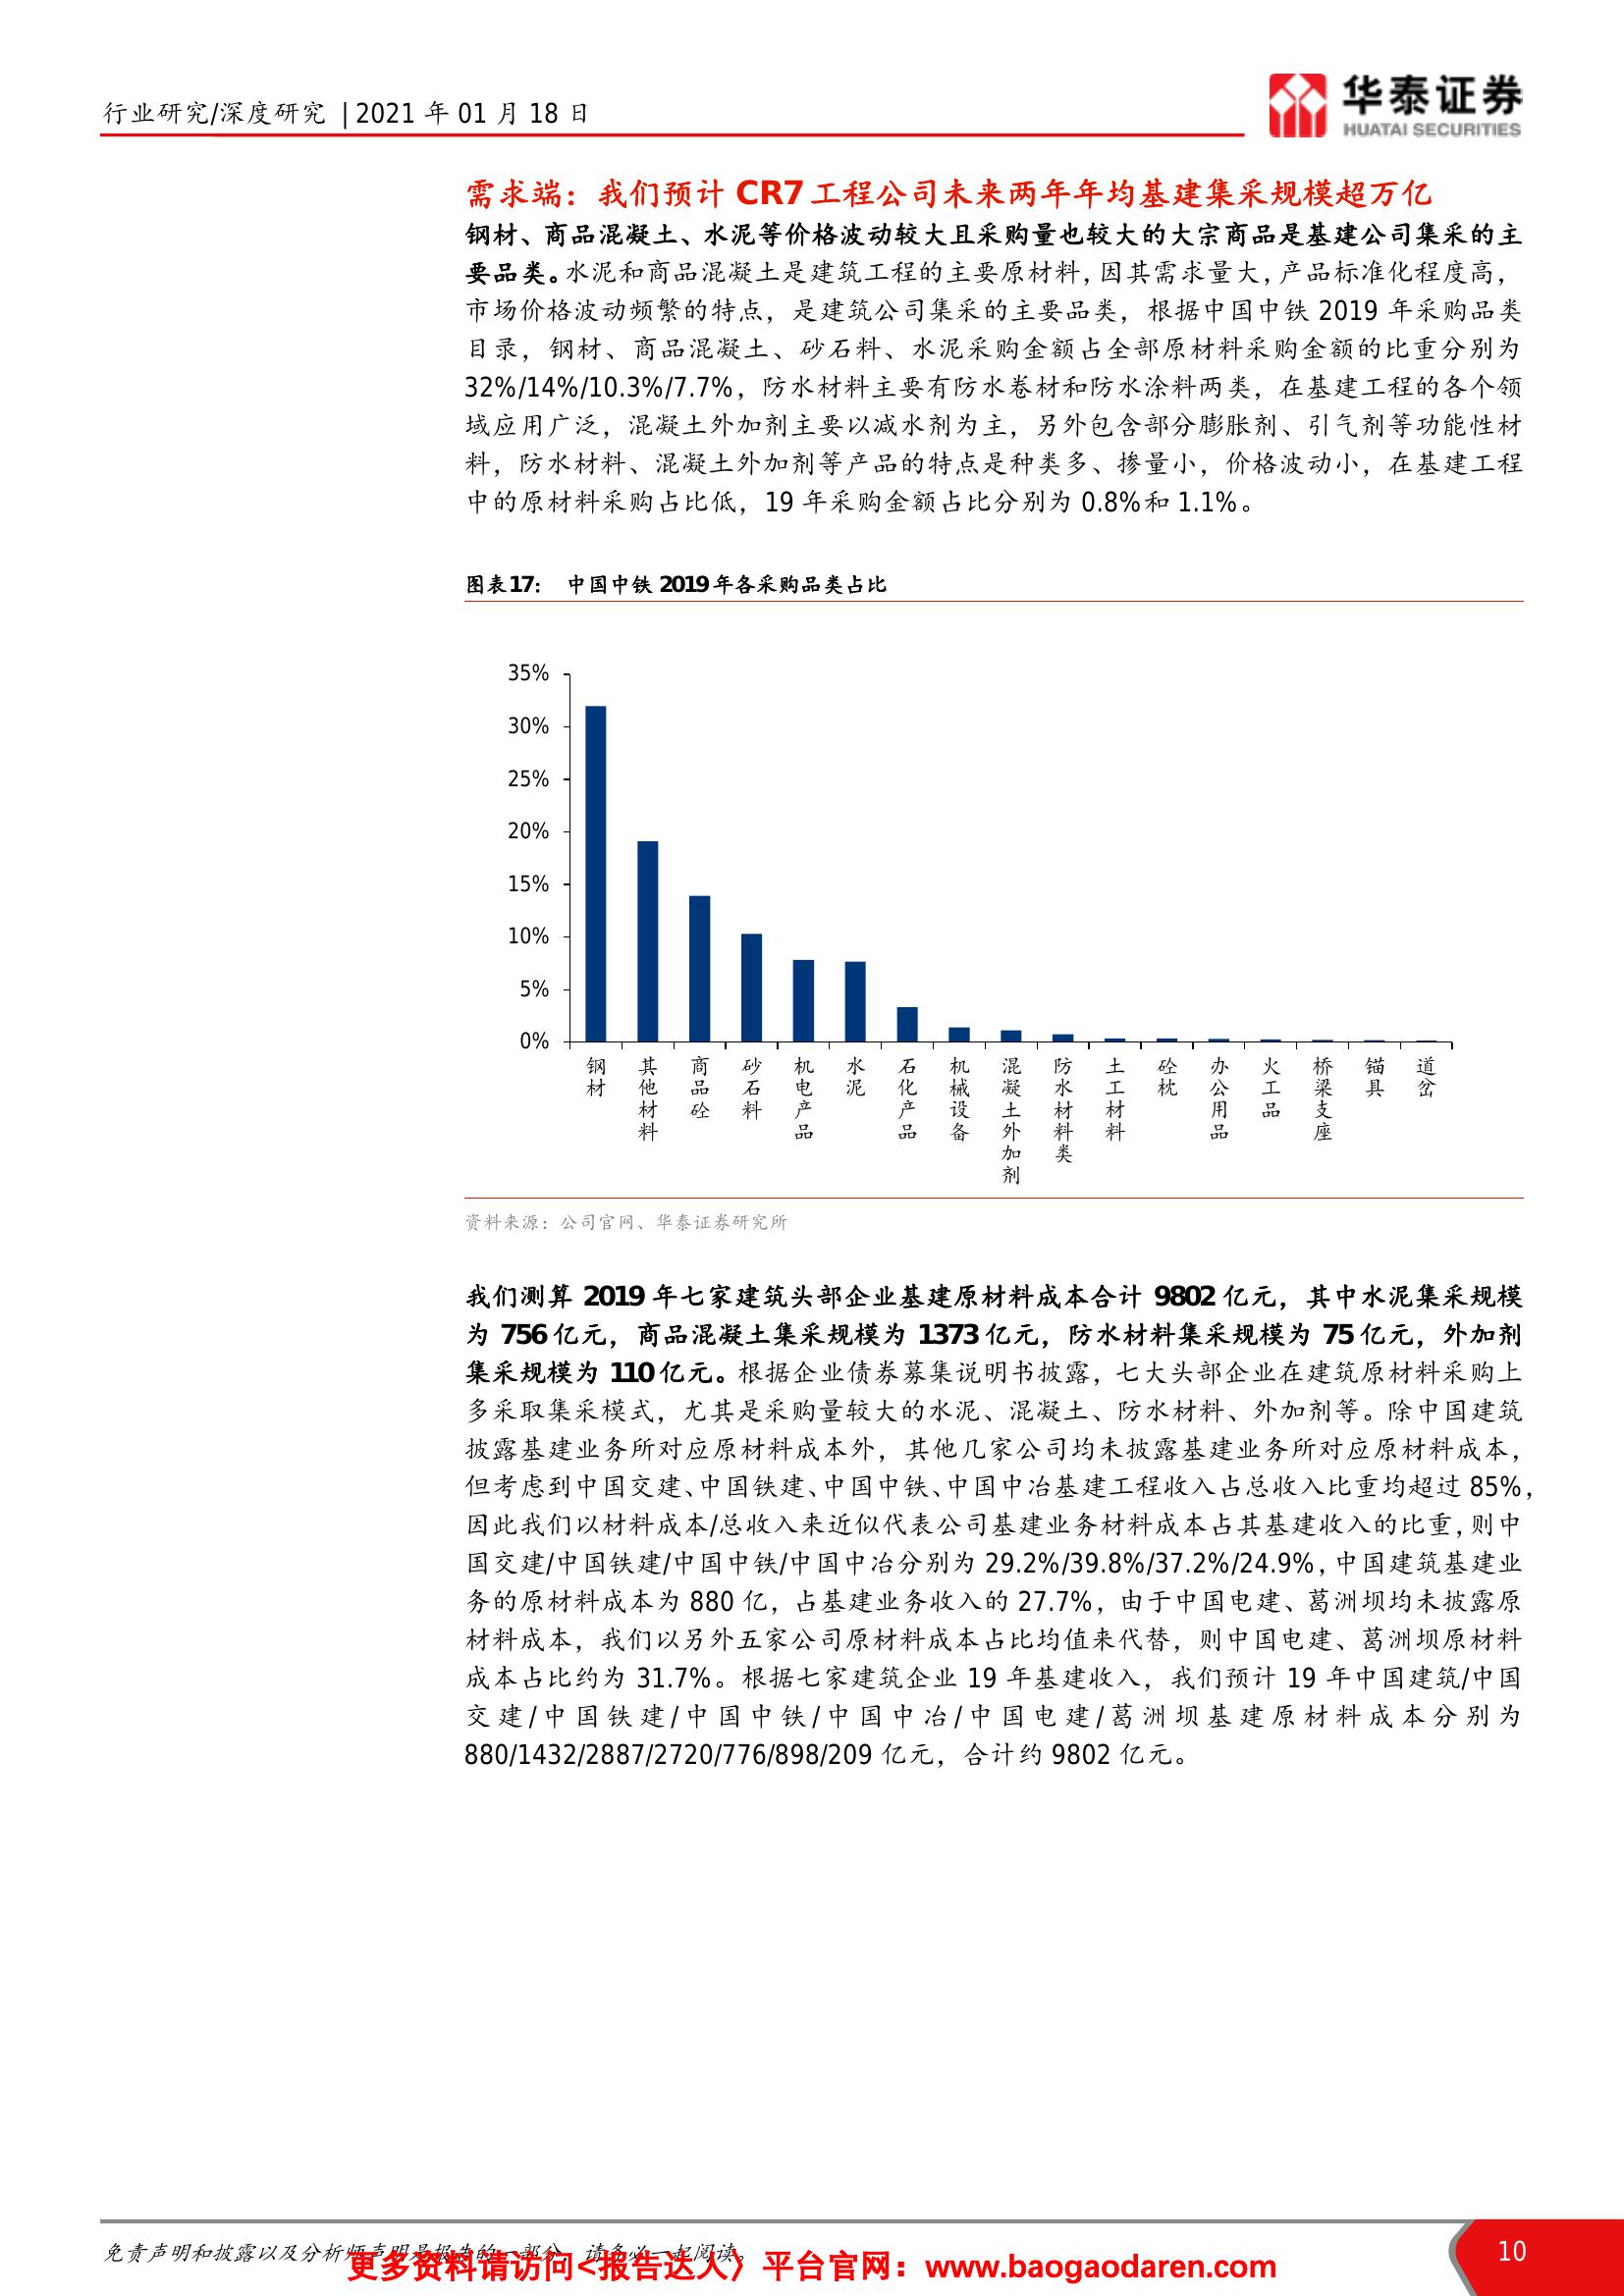 行业研究/深度研究 | 2021 年 01 月 18 日
华泰证券
HUATAI SECURITIES
需求端：我们预计 CR7 工程公司未来两年年均基建集采规模超万亿
钢材、商品混凝土、水泥等价格波动较大且采购量也较大的大宗商品是基建公司集采的主
要品类。水泥和商品混凝土是建筑工程的主要原材料，因其需求量大，产品标准化程度高，
市场价格波动频繁的特点，是建筑公司集采的主要品类，根据中国中铁 2019 年采购品类
目录，钢材、商品混凝土、砂石料、水泥采购金额占全部原材料采购金额的比重分别为
32%/14%/10.3%/7.7%，防水材料主要有防水卷材和防水涂料两类，在基建工程的各个领
域应用广泛，混凝土外加剂主要以减水剂为主，另外包含部分膨胀剂、引气剂等功能性材
料，防水材料、混凝土外加剂等产品的特点是种类多、掺量小，价格波动小，在基建工程
中的原材料采购占比低，19 年采购金额占比分别为 0.8%和 1.1%。
图表17： 中国中铁 2019 年各采购品类占比
35%
30%
25%
20%
15%
10%
5%
0%
钢材
其他材料
商品砼
砂石料
机电产品
水泥
石化产品
机械设备
混凝土外加剂
防水材料类
土工材料
砼枕
办公用品
火工品
桥梁支座
锚具
道岔
资料来源：公司官网、华泰证券研究所
我们测算 2019 年七家建筑头部企业基建原材料成本合计 9802 亿元，其中水泥集采规模
为 756 亿元，商品混凝土集采规模为 1373 亿元，防水材料集采规模为 75 亿元，外加剂
集采规模为 110 亿元。根据企业债券募集说明书披露，七大头部企业在建筑原材料采购上
多采取集采模式，尤其是采购量较大的水泥、混凝土、防水材料、外加剂等。除中国建筑
披露基建业务所对应原材料成本外，其他几家公司均未披露基建业务所对应原材料成本，
但考虑到中国交建、中国铁建、中国中铁、中国中冶基建工程收入占总收入比重均超过 85%，
因此我们以材料成本/总收入来近似代表公司基建业务材料成本占其基建收入的比重，则中
国交建/中国铁建/中国中铁/中国中冶分别为 29.2%/39.8%/37.2%/24.9%，中国建筑基建业
务的原材料成本为 880 亿，占基建业务收入的 27.7%，由于中国电建、葛洲坝均未披露原
材料成本，我们以另外五家公司原材料成本占比均值来代替，则中国电建、葛洲坝原材料
成本占比约为 31.7%。根据七家建筑企业 19 年基建收入，我们预计 19 年中国建筑/中国
交建/中国铁建/中国中铁/中国中冶/中国电建/葛洲坝基建原材料成本分别为
880/1432/2887/2720/776/898/209 亿元，合计约 9802 亿元。
免责声明和披露以及分析师声明是报告的一部分，请务必一起阅读。
更多资料请访问<报告达人〉平台官网：www.baogaodaren.com
10